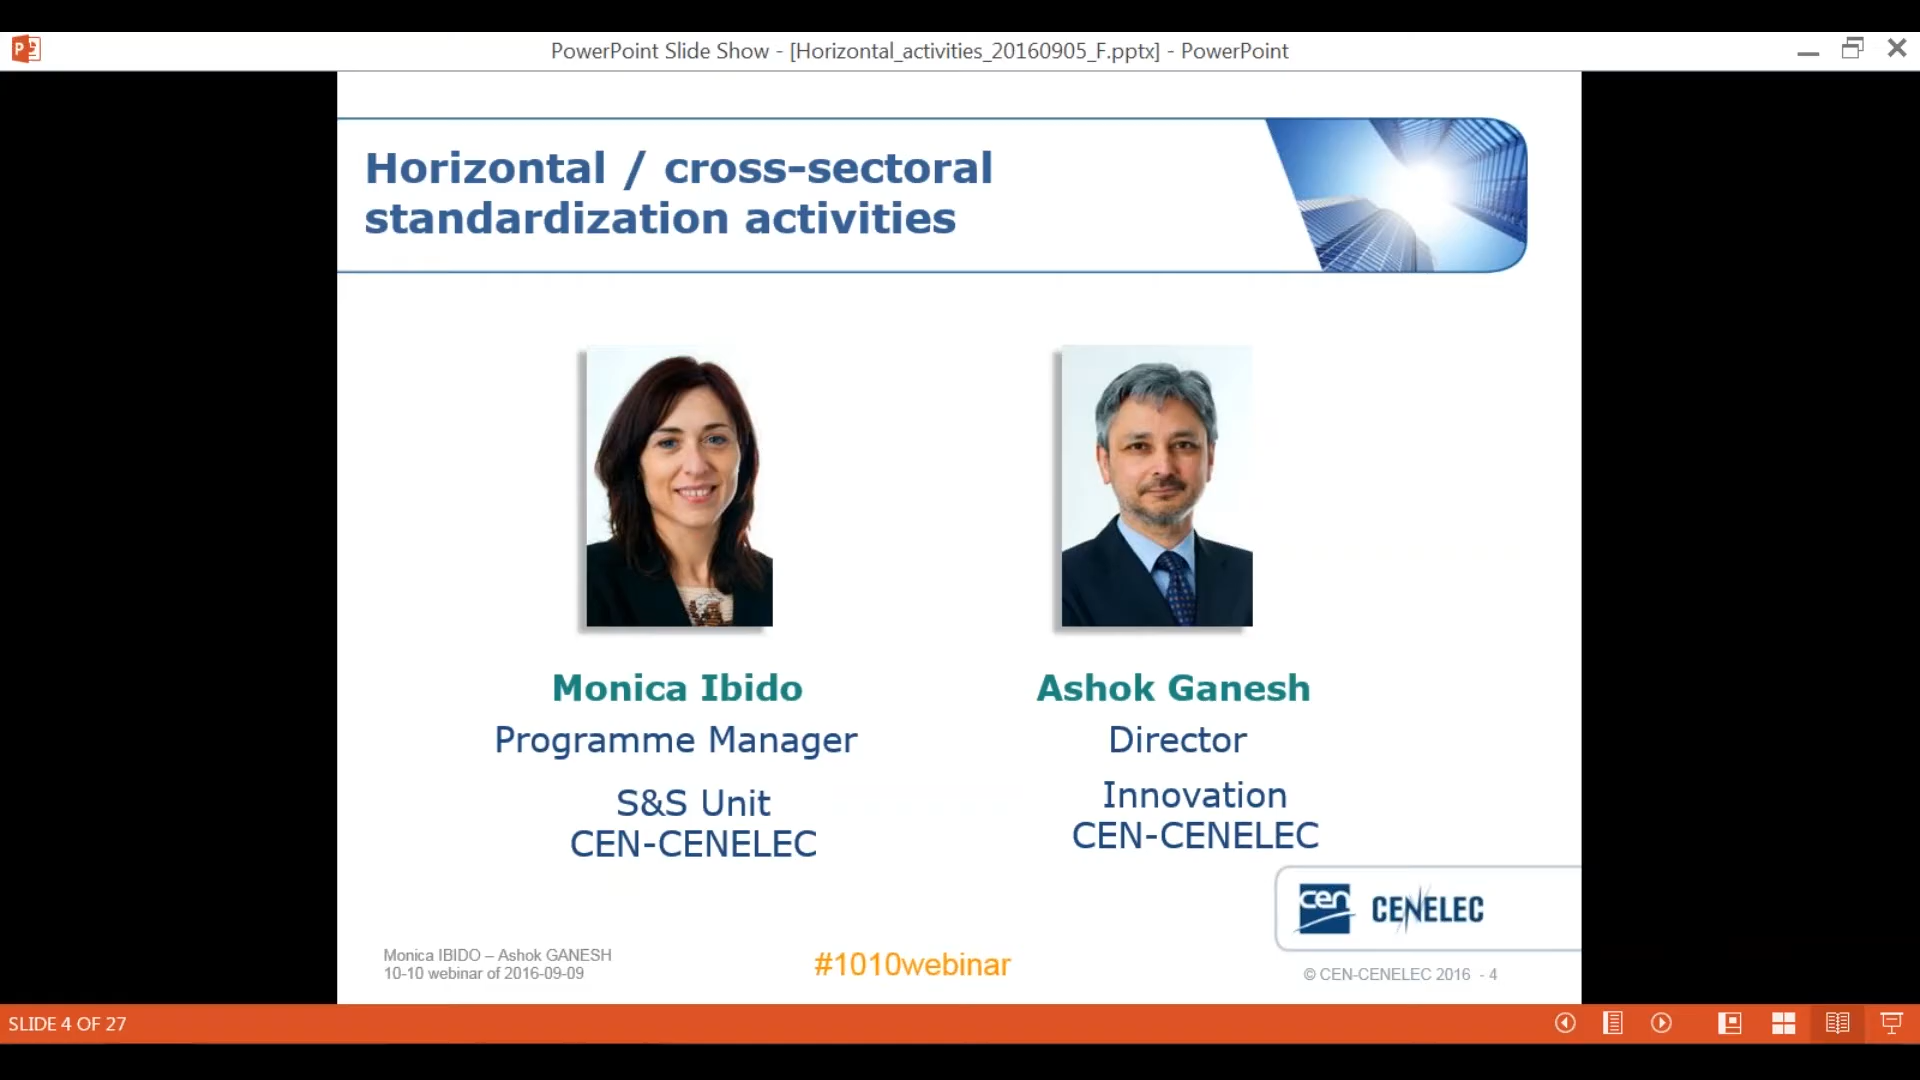 PowerPoint Slide Show - [Horizontal_activities_20160905_F.pptx] - PowerPoint
Horizontal / cross-sectoral
standardization activities
Monica Ibido
Programme Manager
S&S Unit
CEN-CENELEC
Ashok Ganesh
Director
Innovation
CEN-CENELEC
cen CENELEC
Monica IBIDO – Ashok GANESH
10-10 webinar of 2016-09-09
#1010webinar
© CEN-CENELEC 2016 - 4
SLIDE 4 OF 27